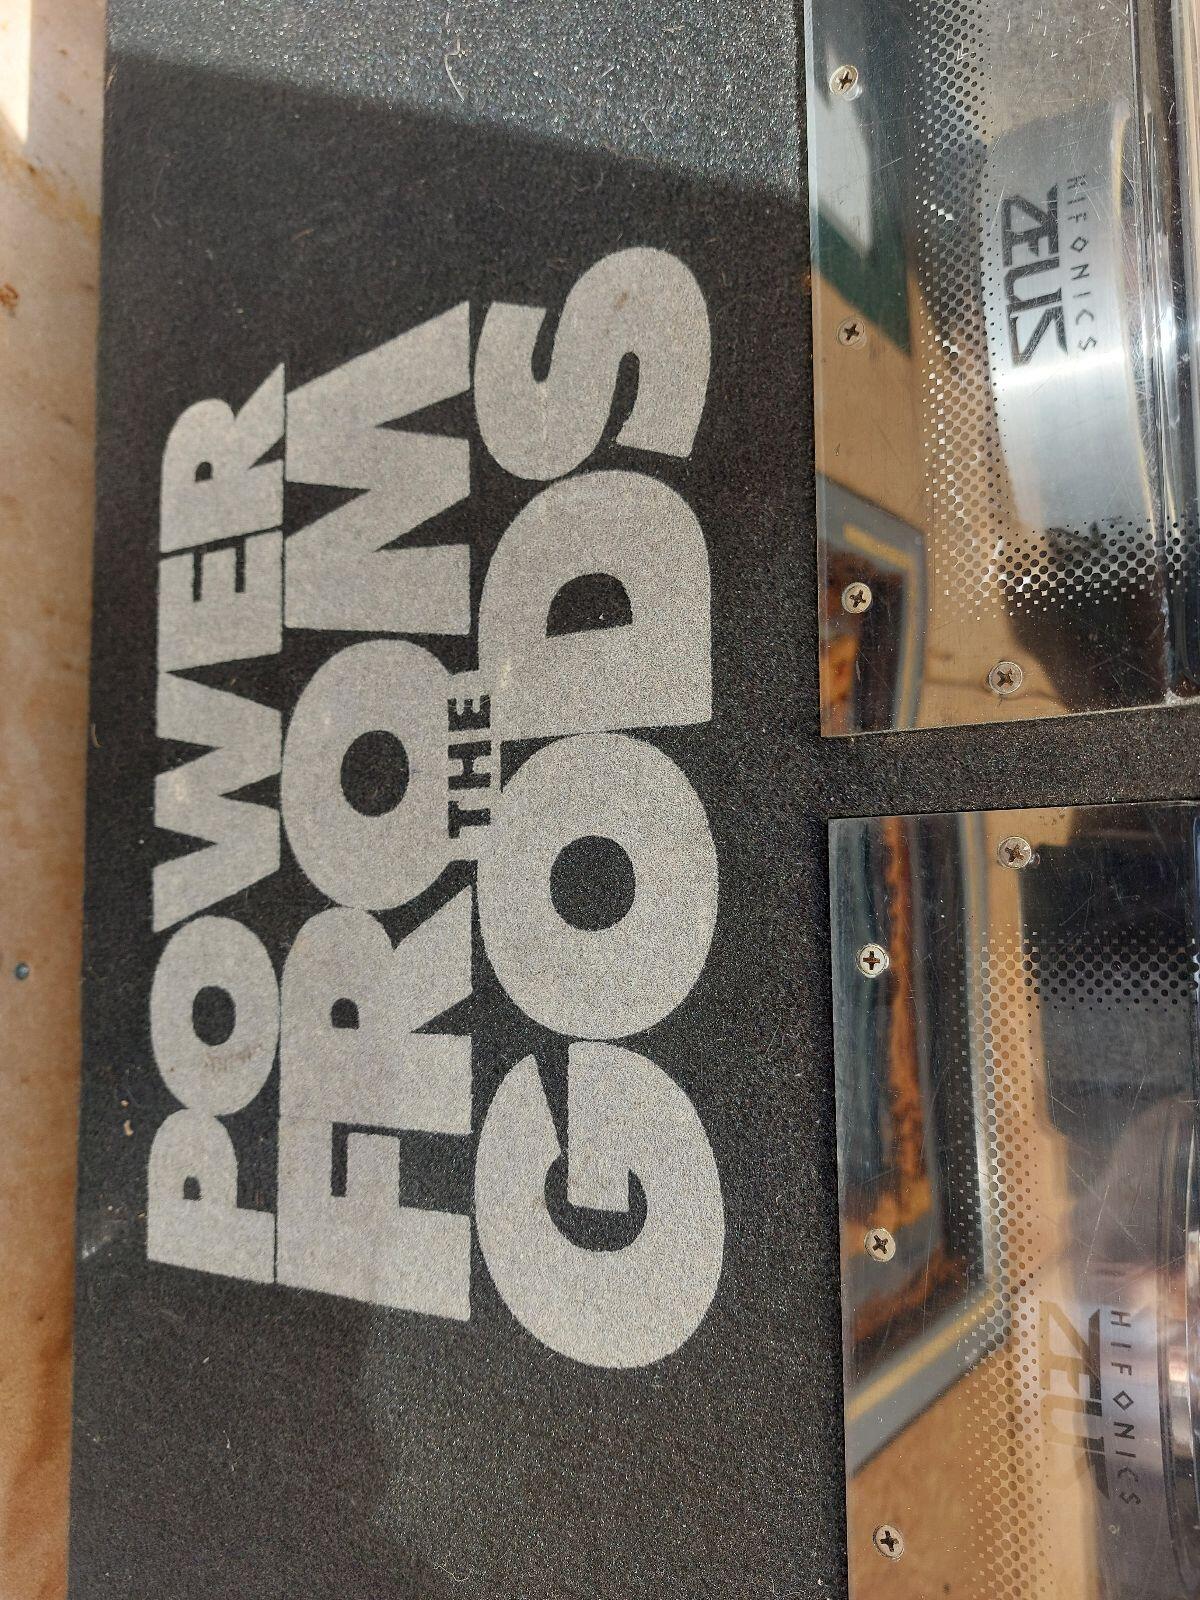 POWER
FROM
THE
GODS
HIFONICS
ZEUS
HIFONICS
ZEUS